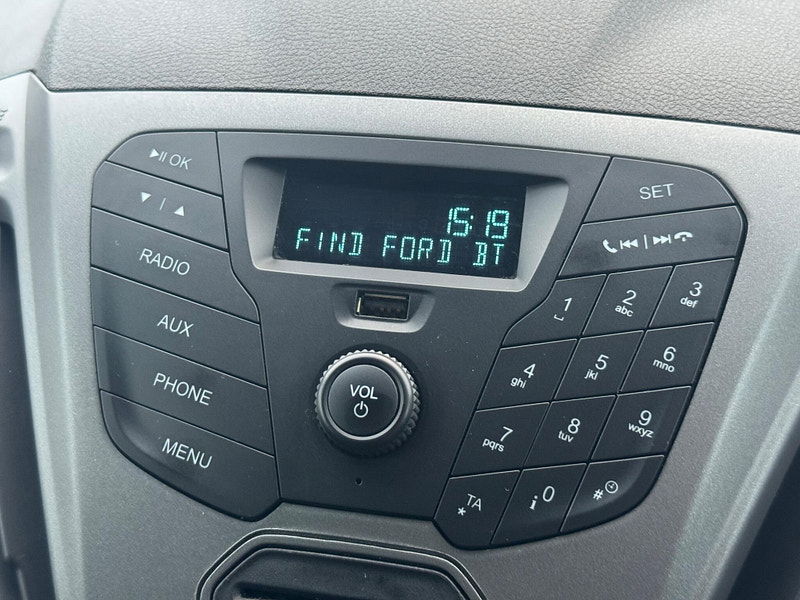 ▶II OK
▼ | ▲
RADIO
AUX
PHONE
MENU
15:19
FIND FORD BT
VOL
SET
⏮ | ⏭
1
2
abc
3
def
4
ghi
5
jkl
6
mno
7
pqrs
8
tuv
9
wxyz
TA
*
i 0
#